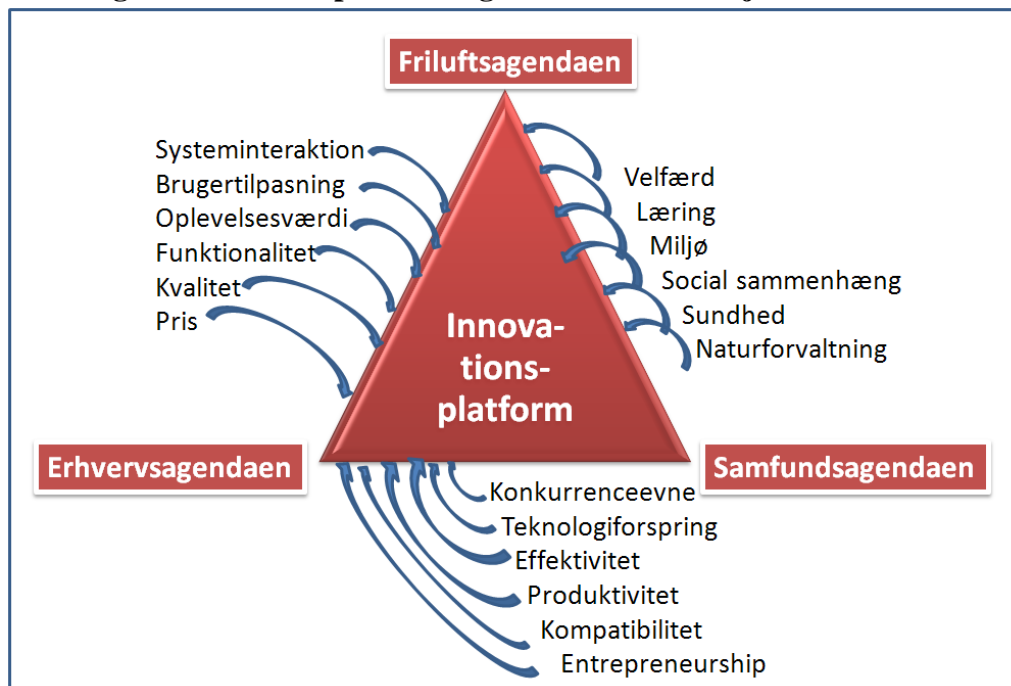 Friluftsagendaen
Systeminteraktion
Brugertilpasning
Oplevelsesværdi
Funktionalitet
Kvalitet
Pris
Velfærd
Læring
Miljø
Social sammenhæng
Sundhed
Naturforvaltning
Innova-
tions-
platform
Erhvervsagendaen
Samfundsagendaen
Konkurrenceevne
Teknologiforspring
Effektivitet
Produktivitet
Kompatibilitet
Entrepreneurship